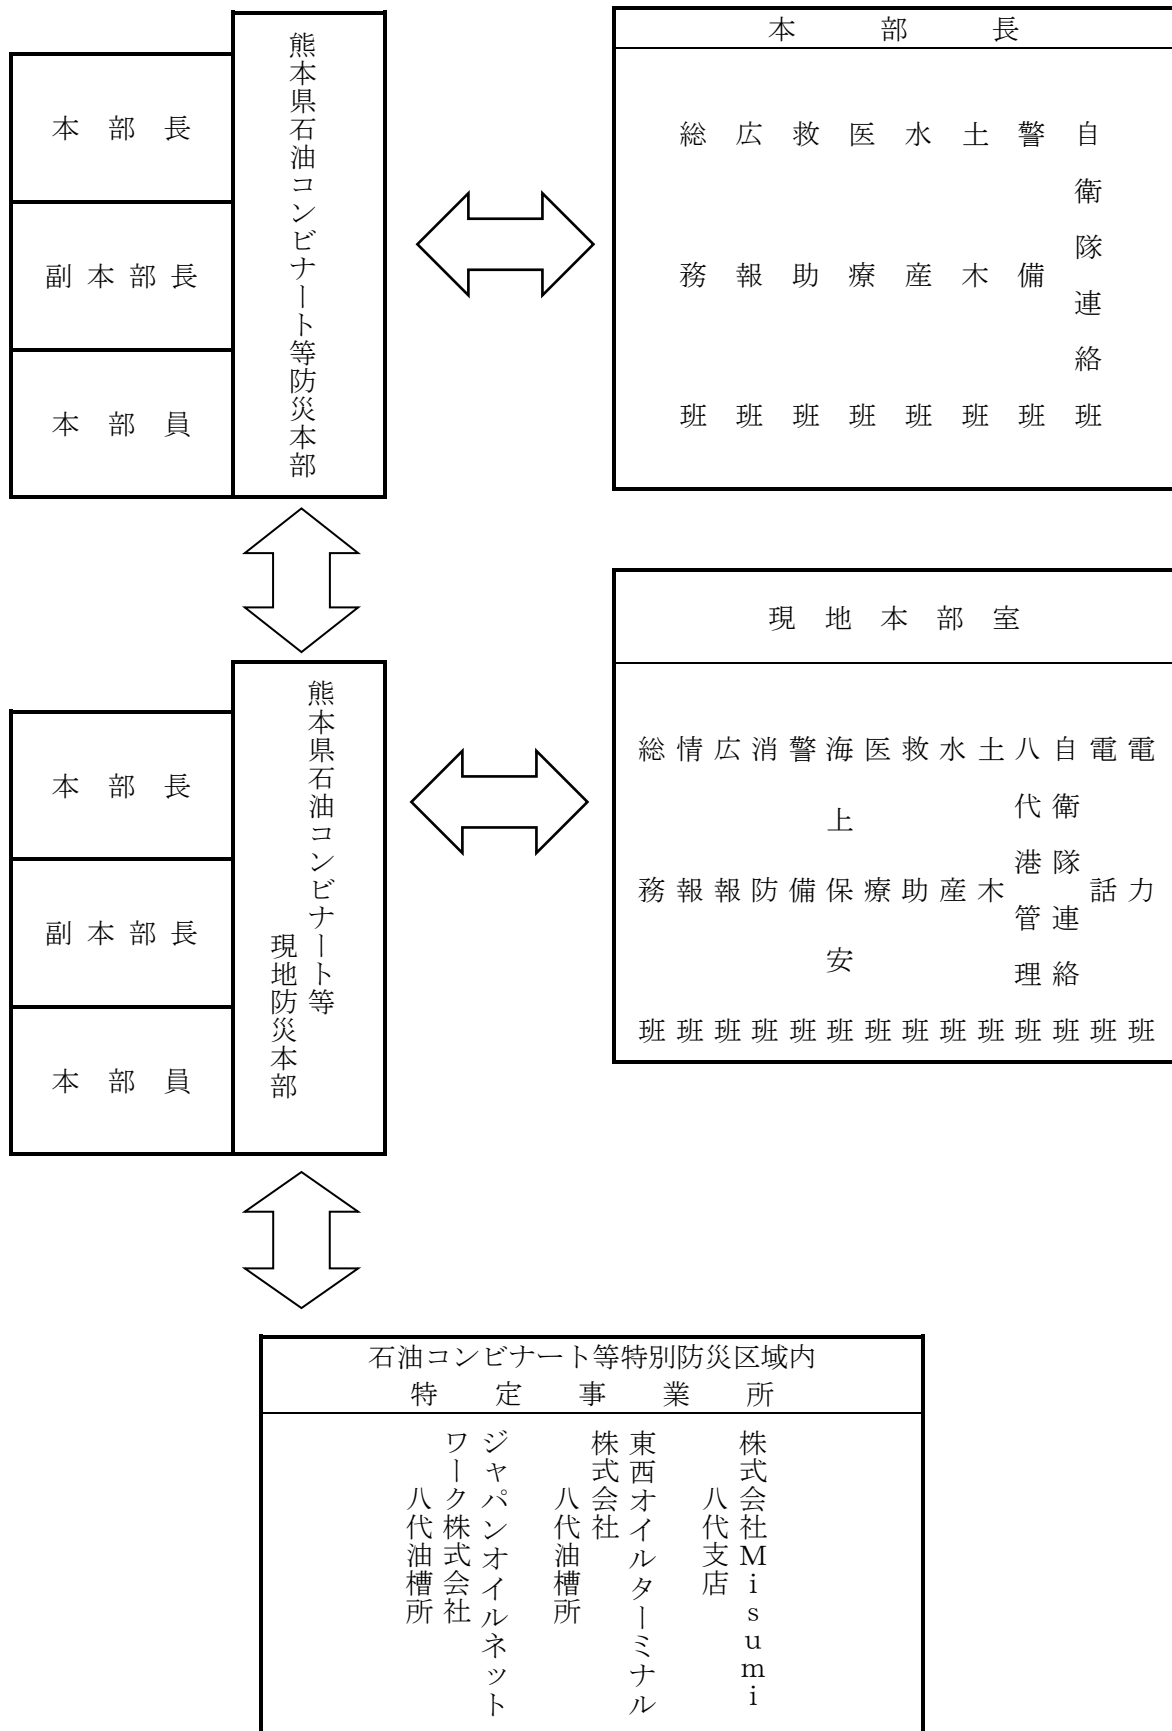 本部長
副本部長
本部員
熊本県石油コンビナート等防災本部
本部長
総務班
広報班
救助班
医療班
水産班
土木班
警備班
自衛隊連絡班
本部長
副本部長
本部員
熊本県石油コンビナート等
現地防災本部
現地本部室
総務班
情報班
広報班
消防班
警備班
海上保安班
医療班
救助班
水産班
土木班
八代港管理班
自衛隊連絡班
電話班
電力班
石油コンビナート等特別防災区域内
特定事業所
株式会社Misumi
八代支店
東西オイルターミナル
株式会社
八代油槽所
ジャパンオイルネット
ワーク株式会社
八代油槽所